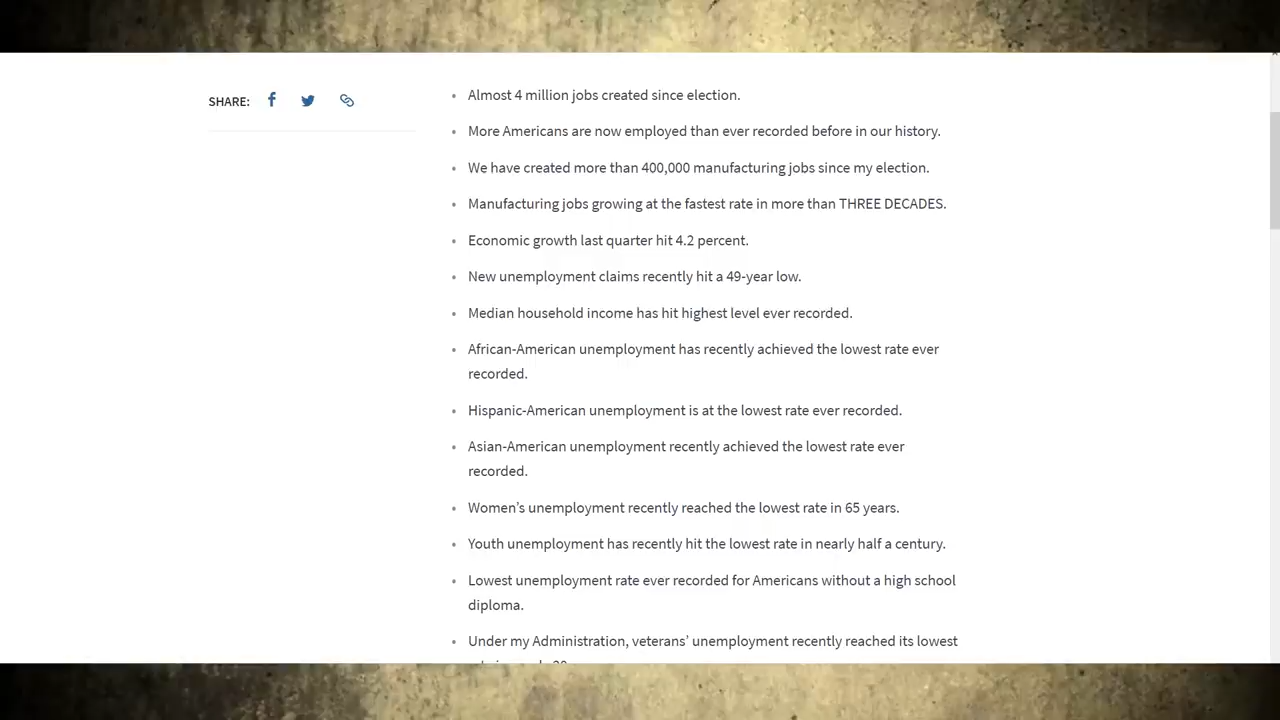 SHARE:
Almost 4 million jobs created since election.
More Americans are now employed than ever recorded before in our history.
We have created more than 400,000 manufacturing jobs since my election.
Manufacturing jobs growing at the fastest rate in more than THREE DECADES.
Economic growth last quarter hit 4.2 percent.
New unemployment claims recently hit a 49-year low.
Median household income has hit highest level ever recorded.
African-American unemployment has recently achieved the lowest rate ever
recorded.
Hispanic-American unemployment is at the lowest rate ever recorded.
Asian-American unemployment recently achieved the lowest rate ever
recorded.
Women’s unemployment recently reached the lowest rate in 65 years.
Youth unemployment has recently hit the lowest rate in nearly half a century.
Lowest unemployment rate ever recorded for Americans without a high school
diploma.
Under my Administration, veterans’ unemployment recently reached its lowest